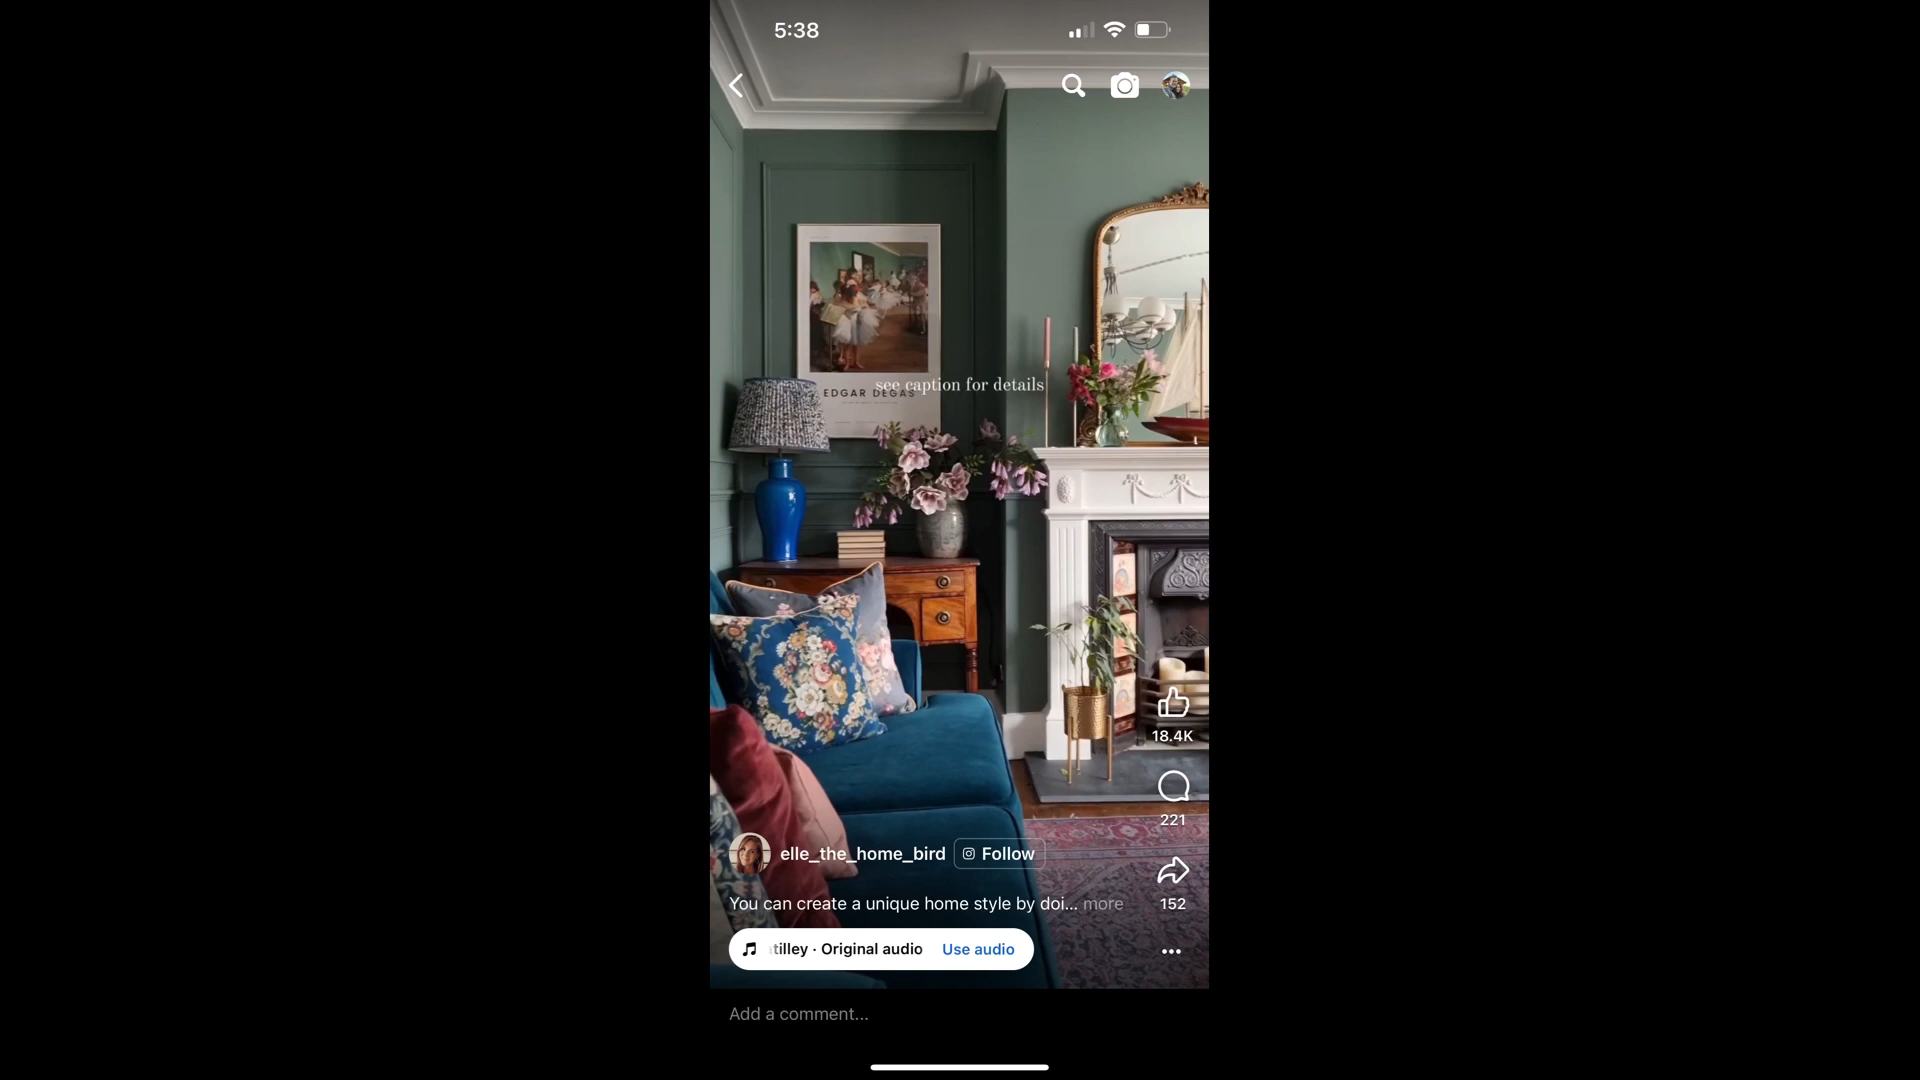 5:38
see caption for details
EDGAR DEGAS
18.4K
221
elle_the_home_bird Follow
You can create a unique home style by doi... more
152
tilley · Original audio Use audio
Add a comment...